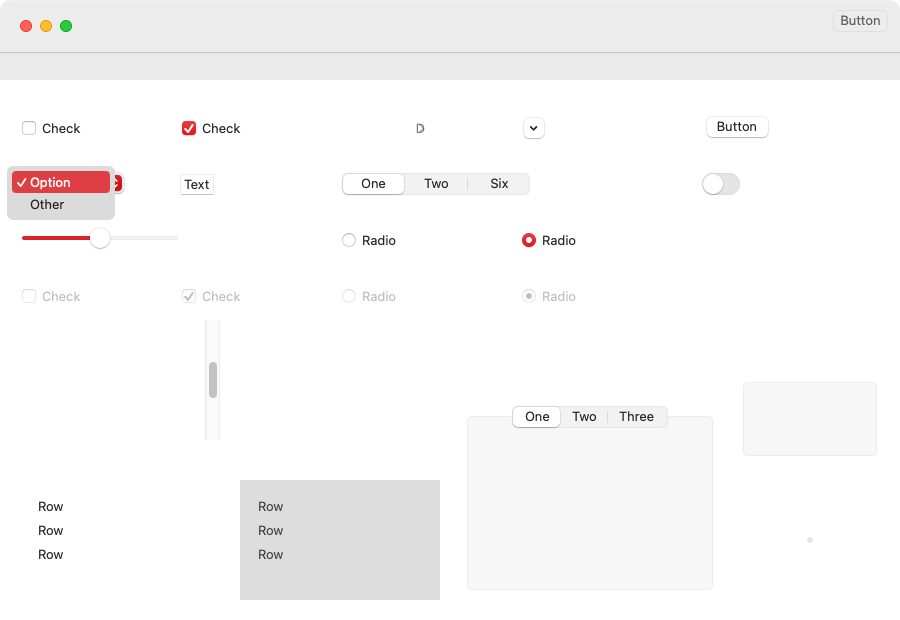 Button
Check
Check
D
Button
Option
Other
Text
One Two Six
Radio
Radio
Check
Check
Radio
Radio
One Two Three
Row
Row
Row
Row
Row
Row